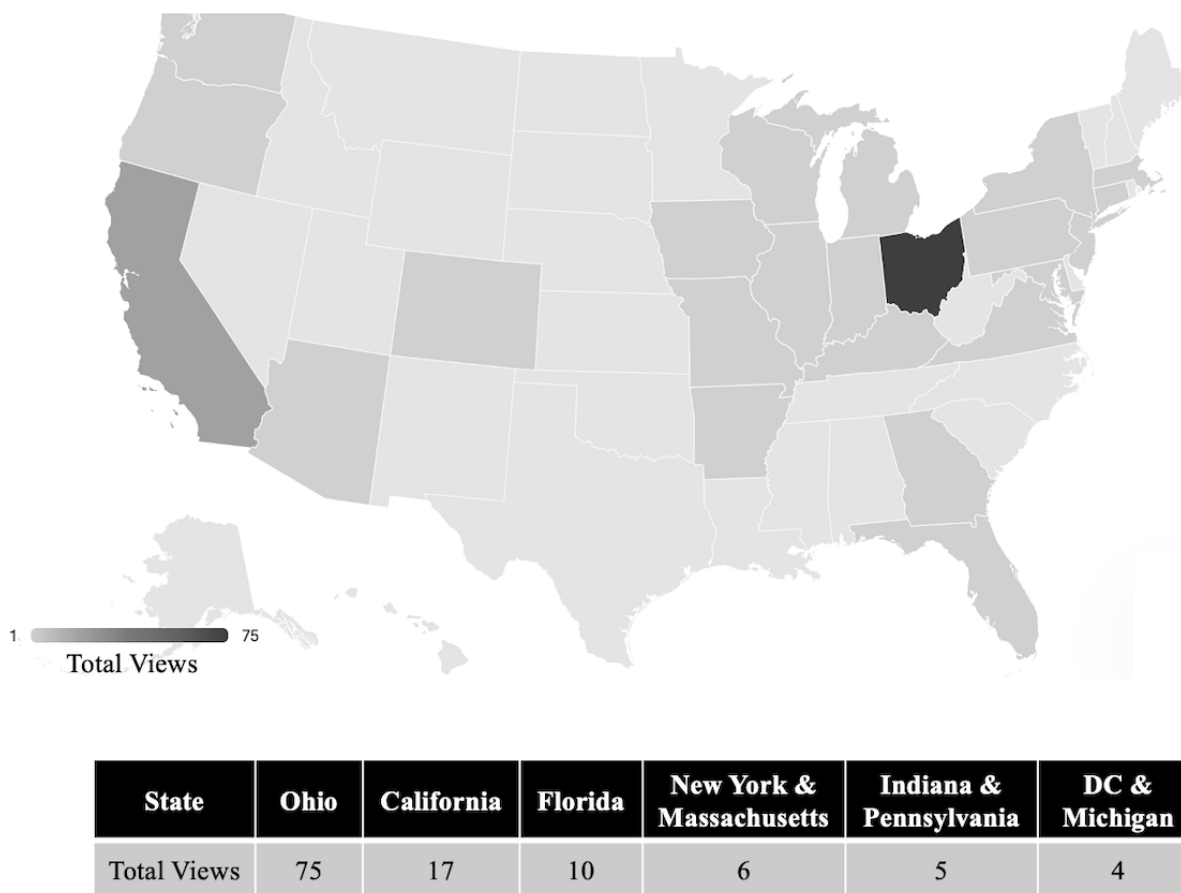 1 75
Total Views
State Ohio California Florida New York & Massachusetts Indiana & Pennsylvania DC & Michigan
Total Views 75 17 10 6 5 4